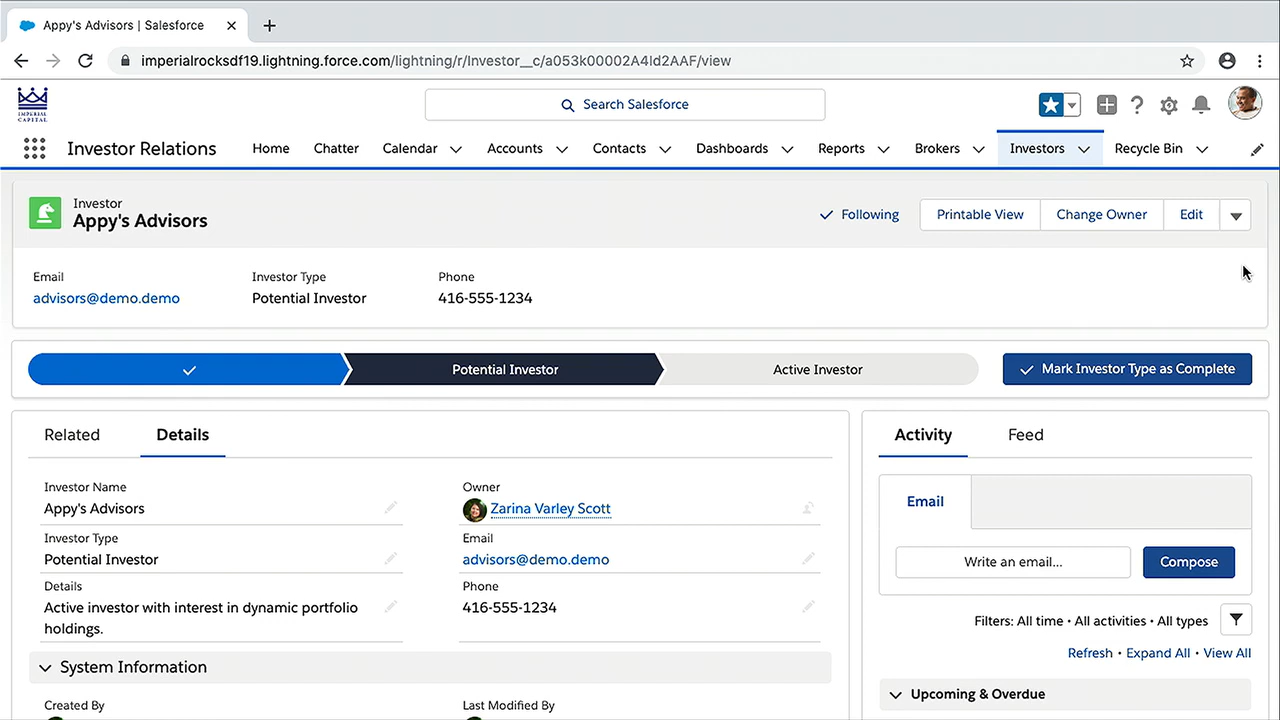 Appy's Advisors | Salesforce
imperialrocksdf19.lightning.force.com/lightning/r/Investor__c/a053k00002A4Id2AAF/view
IMPERIAL
CAPITAL
Search Salesforce
Investor Relations Home Chatter Calendar Accounts Contacts Dashboards Reports Brokers Investors Recycle Bin
Investor
Appy's Advisors
Following Printable View Change Owner Edit
Email Investor Type Phone
advisors@demo.demo Potential Investor 416-555-1234
Potential Investor Active Investor Mark Investor Type as Complete
Related Details
Investor Name Owner
Appy's Advisors Zarina Varley Scott
Investor Type Email
Potential Investor advisors@demo.demo
Details Phone
Active investor with interest in dynamic portfolio 416-555-1234
holdings.
System Information
Created By Last Modified By
Activity Feed
Email
Write an email... Compose
Filters: All time • All activities • All types
Refresh • Expand All • View All
Upcoming & Overdue